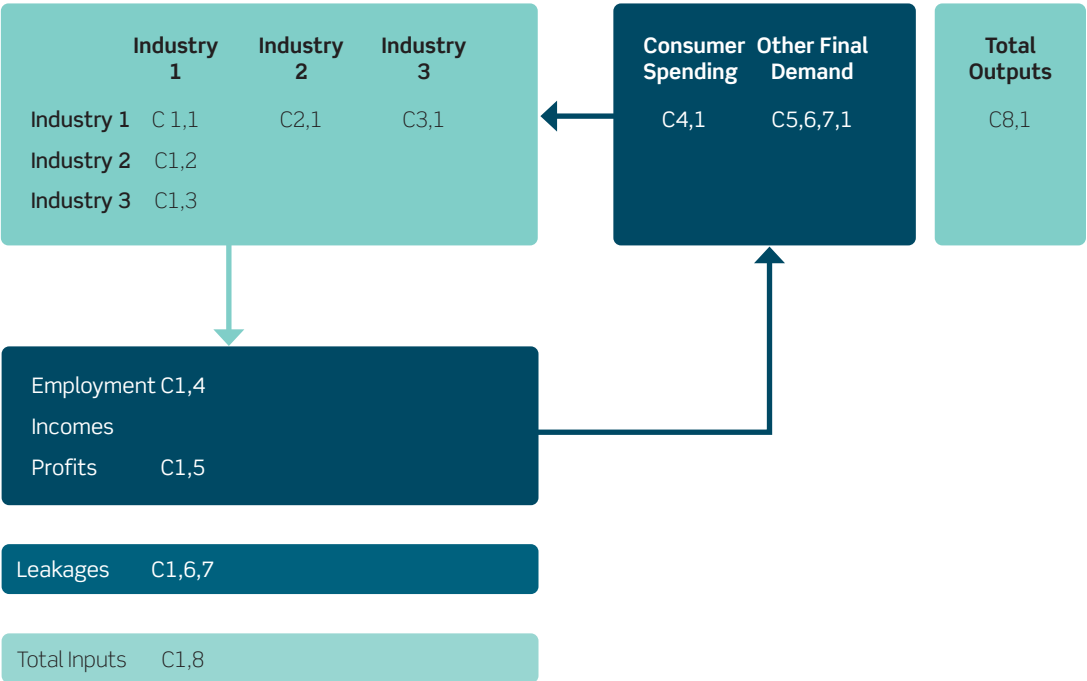 Industry 1 Industry 2 Industry 3
Industry 1 C 1,1 C2,1 C3,1
Industry 2 C1,2
Industry 3 C1,3
Consumer Spending Other Final Demand
C4,1 C5,6,7,1
Total Outputs
C8,1
Employment C1,4
Incomes
Profits C1,5
Leakages C1,6,7
Total Inputs C1,8